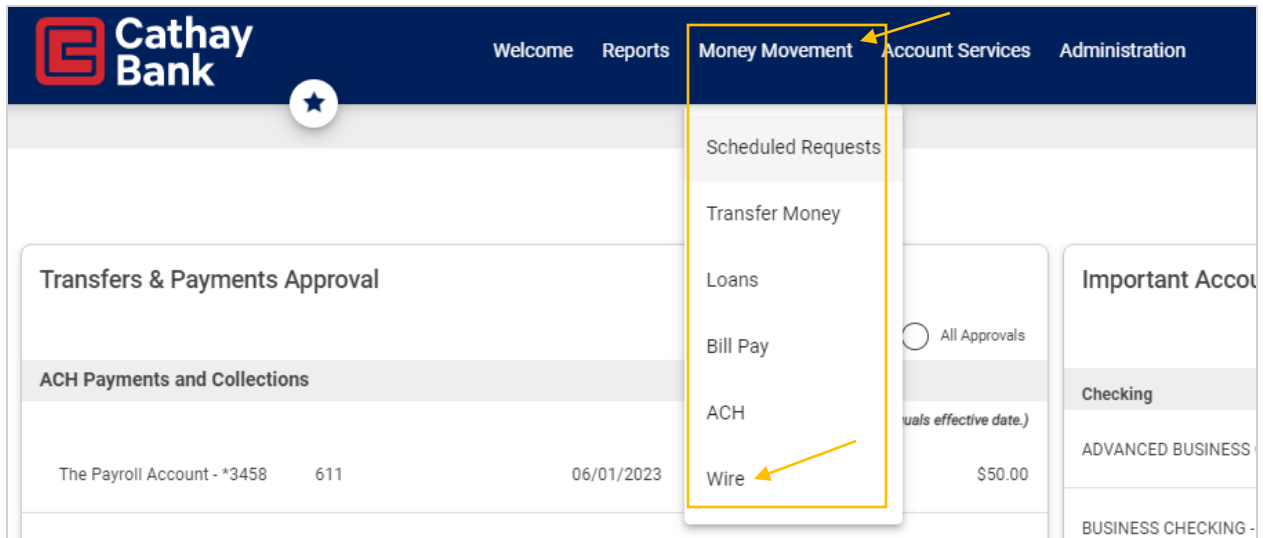 Cathay
Bank
Welcome Reports Money Movement Account Services Administration
Scheduled Requests
Transfer Money
Loans
Bill Pay
ACH
Wire
Transfers & Payments Approval
All Approvals
ACH Payments and Collections
uals effective date.)
The Payroll Account - *3458 611 06/01/2023 $50.00
Important Accou
Checking
ADVANCED BUSINESS
BUSINESS CHECKING -